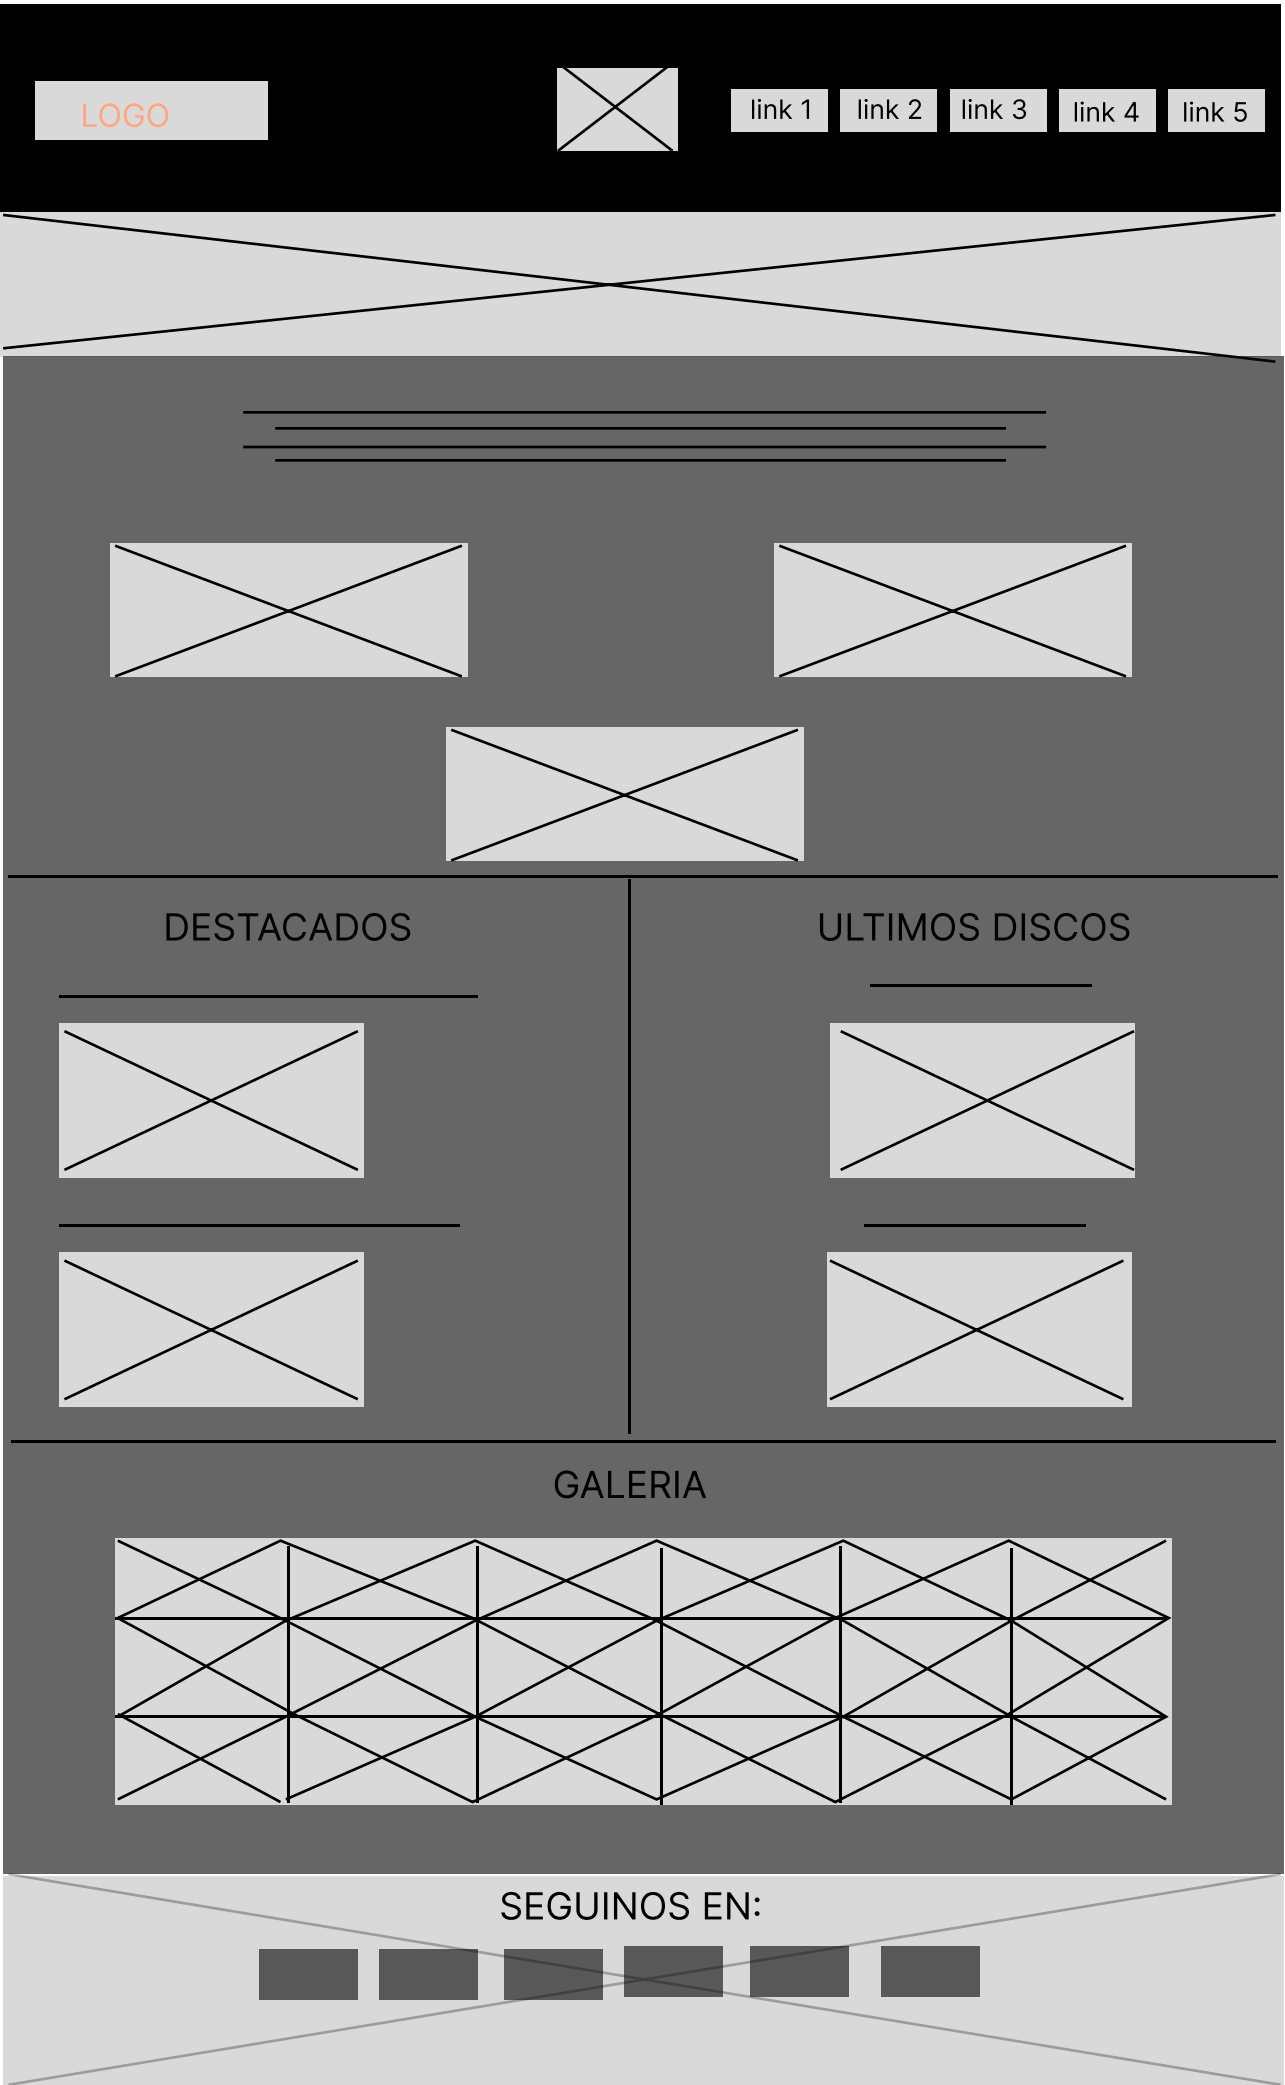 LOGO
link 1
link 2
link 3
link 4
link 5
DESTACADOS
ULTIMOS DISCOS
GALERIA
SEGUINOS EN: